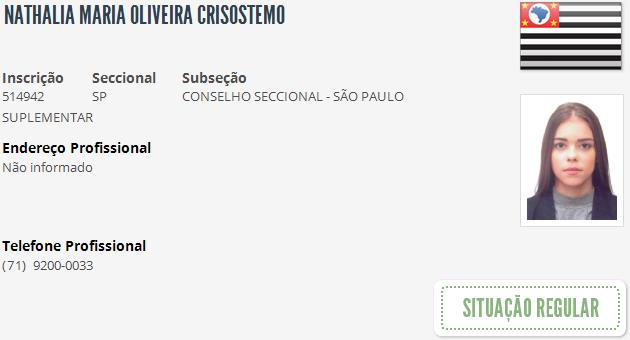 NATHALIA MARIA OLIVEIRA CRISOSTEMO
Inscrição Seccional Subseção
514942 SP CONSELHO SECCIONAL - SÃO PAULO
SUPLEMENTAR
Endereço Profissional
Não informado
Telefone Profissional
(71) 9200-0033
SITUAÇÃO REGULAR